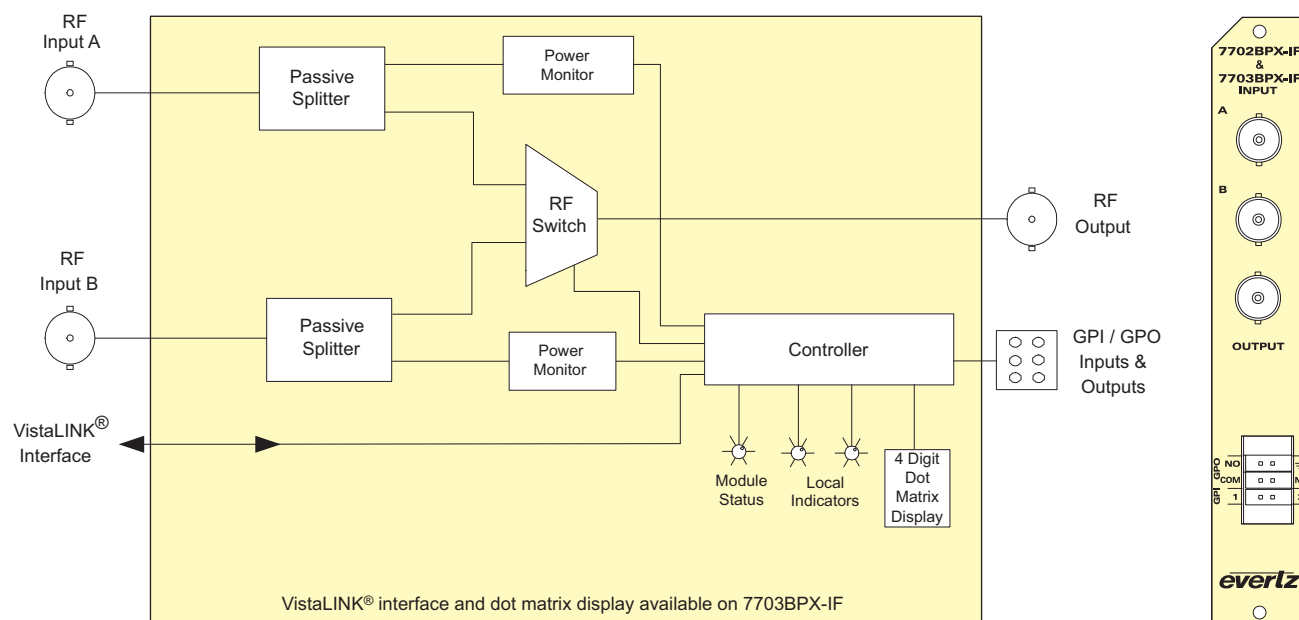 RF
Input A
Passive
Splitter
Power
Monitor
RF
Switch
RF
Output
RF
Input B
Passive
Splitter
Power
Monitor
Controller
GPI / GPO
Inputs &
Outputs
VistaLINK®
Interface
Module
Status
Local
Indicators
4 Digit
Dot
Matrix
Display
VistaLINK® interface and dot matrix display available on 7703BPX-IF
7702BPX-IF
&
7703BPX-IF
INPUT
A
B
OUTPUT
GPO
NO
COM
GPI
1
everlz